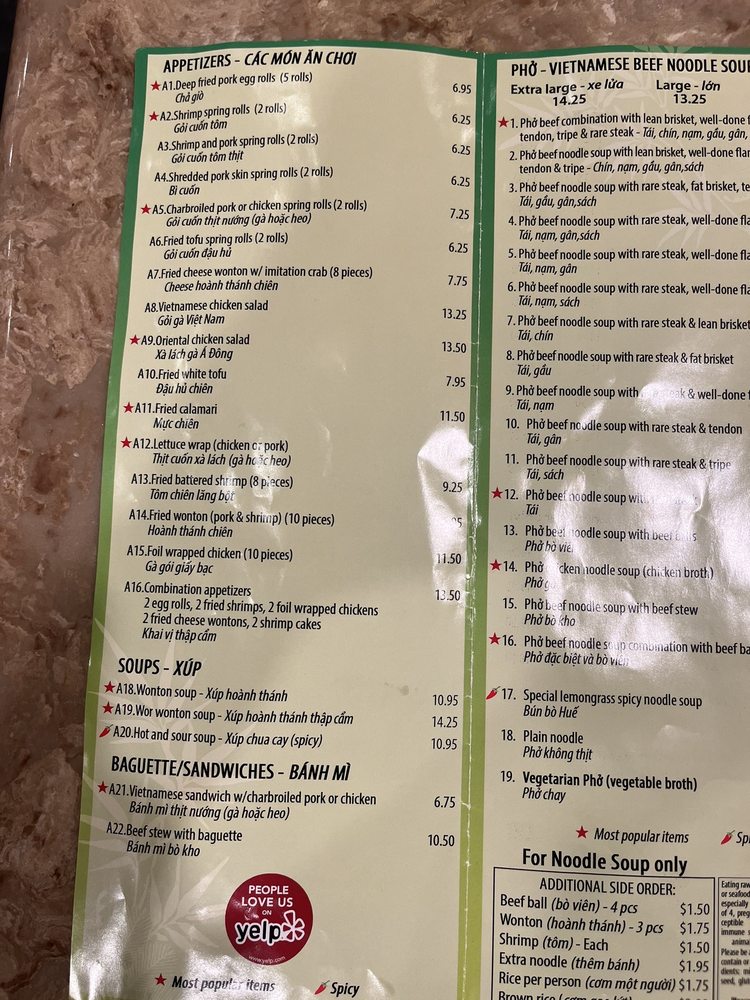 APPETIZERS - CÁC MÓN ĂN CHƠI
A1.Deep fried pork egg rolls (5 rolls) 6.95
Chả giò
A2.Shrimp spring rolls (2 rolls) 6.25
Gỏi cuốn tôm
A3.Shrimp and pork spring rolls (2 rolls) 6.25
Gỏi cuốn tôm thịt
A4.Shredded pork skin spring rolls (2 rolls) 6.25
Bì cuốn
A5.Charbroiled pork or chicken spring rolls (2 rolls) 7.25
Gỏi cuốn thịt nướng (gà hoặc heo)
A6.Fried tofu spring rolls (2 rolls) 6.25
Gỏi cuốn đậu hủ
A7.Fried cheese wonton w/ imitation crab (8 pieces) 7.75
Cheese hoành thánh chiên
A8.Vietnamese chicken salad 13.25
Gỏi gà Việt Nam
A9.Oriental chicken salad 13.50
Xà lách gà Á Đông
A10.Fried white tofu 7.95
Đậu hủ chiên
A11.Fried calamari 11.50
Mực chiên
A12.Lettuce wrap (chicken or pork)
Thịt cuốn xà lách (gà hoặc heo)
A13.Fried battered shrimp (8 pieces) 9.25
Tôm chiên lăng bột
A14.Fried wonton (pork & shrimp) (10 pieces)
Hoành thánh chiên
A15.Foil wrapped chicken (10 pieces) 11.50
Gà gói giấy bạc
A16.Combination appetizers 13.50
2 egg rolls, 2 fried shrimps, 2 foil wrapped chickens
2 fried cheese wontons, 2 shrimp cakes
Khai vị thập cẩm
SOUPS - XÚP
A18.Wonton soup - Xúp hoành thánh 10.95
A19.Wor wonton soup - Xúp hoành thánh thập cẩm 14.25
A20.Hot and sour soup - Xúp chua cay (spicy) 10.95
BAGUETTE/SANDWICHES - BÁNH MÌ
A21.Vietnamese sandwich w/charbroiled pork or chicken 6.75
Bánh mì thịt nướng (gà hoặc heo)
A22.Beef stew with baguette 10.50
Bánh mì bò kho
PEOPLE
LOVE US
ON
yelp
www.yelp.com
Most popular items Spicy
PHỞ - VIETNAMESE BEEF NOODLE SOUP
Extra large - xe lửa Large - lớn
14.25 13.25
1. Phở beef combination with lean brisket, well-done
tendon, tripe & rare steak - Tái, chín, nạm, gầu, gân,
2. Phở beef noodle soup with lean brisket, well-done
tendon & tripe - Chín, nạm, gầu, gân,sách
3. Phở beef noodle soup with rare steak, fat brisket,
Tái, gầu, gân,sách
4. Phở beef noodle soup with rare steak, well-done
Tái, nạm, gân,sách
5. Phở beef noodle soup with rare steak, well-done
Tái, nạm, gân
6. Phở beef noodle soup with rare steak, well-done
Tái, nạm, sách
7. Phở beef noodle soup with rare steak & lean brisket
Tái, chín
8. Phở beef noodle soup with rare steak & fat brisket
Tái, gầu
9. Phở beef noodle soup with steak & well-done
Tái, nạm
10. Phở beef noodle soup with rare steak & tendon
Tái, gân
11. Phở beef noodle soup with rare steak & tripe
Tái, sách
12. Phở beef noodle soup with
Tái
13. Phở beef noodle soup with beef balls
Phở bò viên
14. Phở chicken noodle soup (chicken broth)
Phở
15. Phở beef noodle soup with beef stew
Phở bò kho
16. Phở beef noodle soup combination with beef
Phở đặc biệt và bò viên
17. Special lemongrass spicy noodle soup
Bún bò Huế
18. Plain noodle
Phở không thịt
19. Vegetarian Phở (vegetable broth)
Phở chay
Most popular items
For Noodle Soup only
ADDITIONAL SIDE ORDER:
Beef ball (bò viên) - 4 pcs $1.50
Wonton (hoành thánh) - 3 pcs $1.75
Shrimp (tôm) - Each $1.50
Extra noodle (thêm bánh) $1.95
Rice per person (cơm một người) $1.75
Brown rice
Eating raw
or seafood
especially
of 4,
immune
Please be
contain or